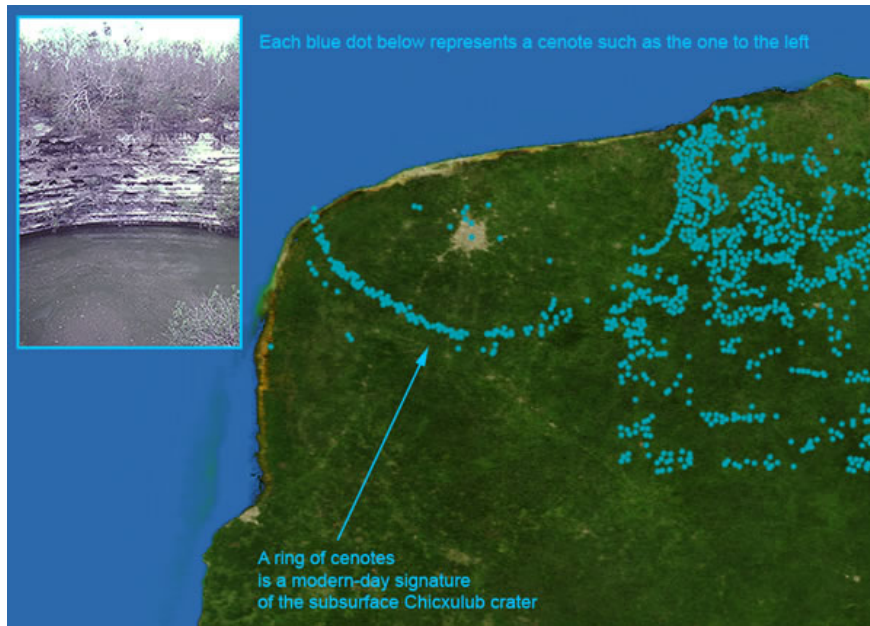 Each blue dot below represents a cenote such as the one to the left
A ring of cenotes
is a modern-day signature
of the subsurface Chicxulub crater